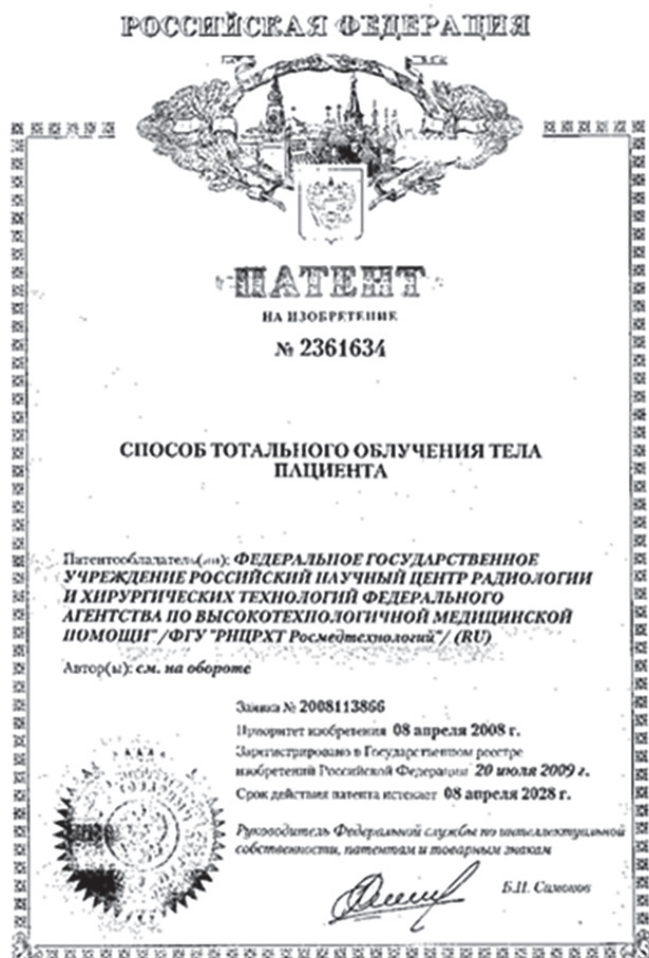 РОССИЙСКАЯ ФЕДЕРАЦИЯ
ПАТЕНТ
НА ИЗОБРЕТЕНИЕ
№ 2361634
СПОСОБ ТОТАЛЬНОГО ОБЛУЧЕНИЯ ТЕЛА
ПАЦИЕНТА
Патентообладатель(ли): ФЕДЕРАЛЬНОЕ ГОСУДАРСТВЕННОЕ
УЧРЕЖДЕНИЕ РОССИЙСКИЙ НАУЧНЫЙ ЦЕНТР РАДИОЛОГИИ
И ХИРУРГИЧЕСКИХ ТЕХНОЛОГИЙ ФЕДЕРАЛЬНОГО
АГЕНТСТВА ПО ВЫСОКОТЕХНОЛОГИЧНОЙ МЕДИЦИНСКОЙ
ПОМОЩИ"/ФГУ "РНЦРХТ Росмедтехнологий"/ (RU)
Автор(ы): см. на обороте
Заявка № 2008113866
Приоритет изобретения 08 апреля 2008 г.
Зарегистрировано в Государственном реестре
изобретений Российской Федерации 20 июля 2009 г.
Срок действия патента истекает 08 апреля 2028 г.
Руководитель Федеральной службы по интеллектуальной
собственности, патентам и товарным знакам
Б.П. Симонов